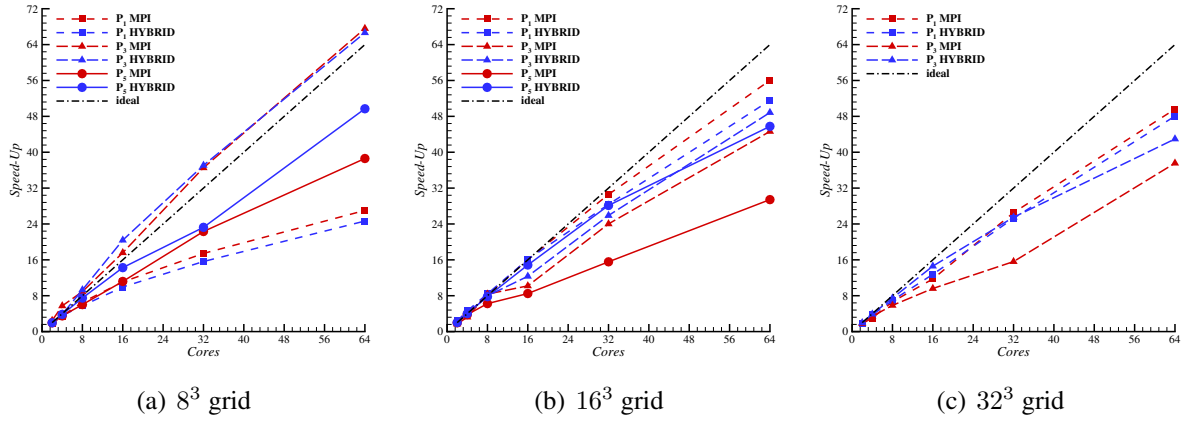 72
64
56
48
40
32
24
16
8
0
Speed-Up
P₁ MPI
P₁ HYBRID
P₃ MPI
P₃ HYBRID
P₅ MPI
P₅ HYBRID
ideal
0 8 16 24 32 40 48 56 64
Cores
(a) 8³ grid
72
64
56
48
40
32
24
16
8
0
Speed-Up
P₁ MPI
P₁ HYBRID
P₃ MPI
P₃ HYBRID
P₅ MPI
P₅ HYBRID
ideal
0 8 16 24 32 40 48 56 64
Cores
(b) 16³ grid
72
64
56
48
40
32
24
16
8
0
Speed-Up
P₁ MPI
P₁ HYBRID
P₃ MPI
P₃ HYBRID
ideal
0 8 16 24 32 40 48 56 64
Cores
(c) 32³ grid